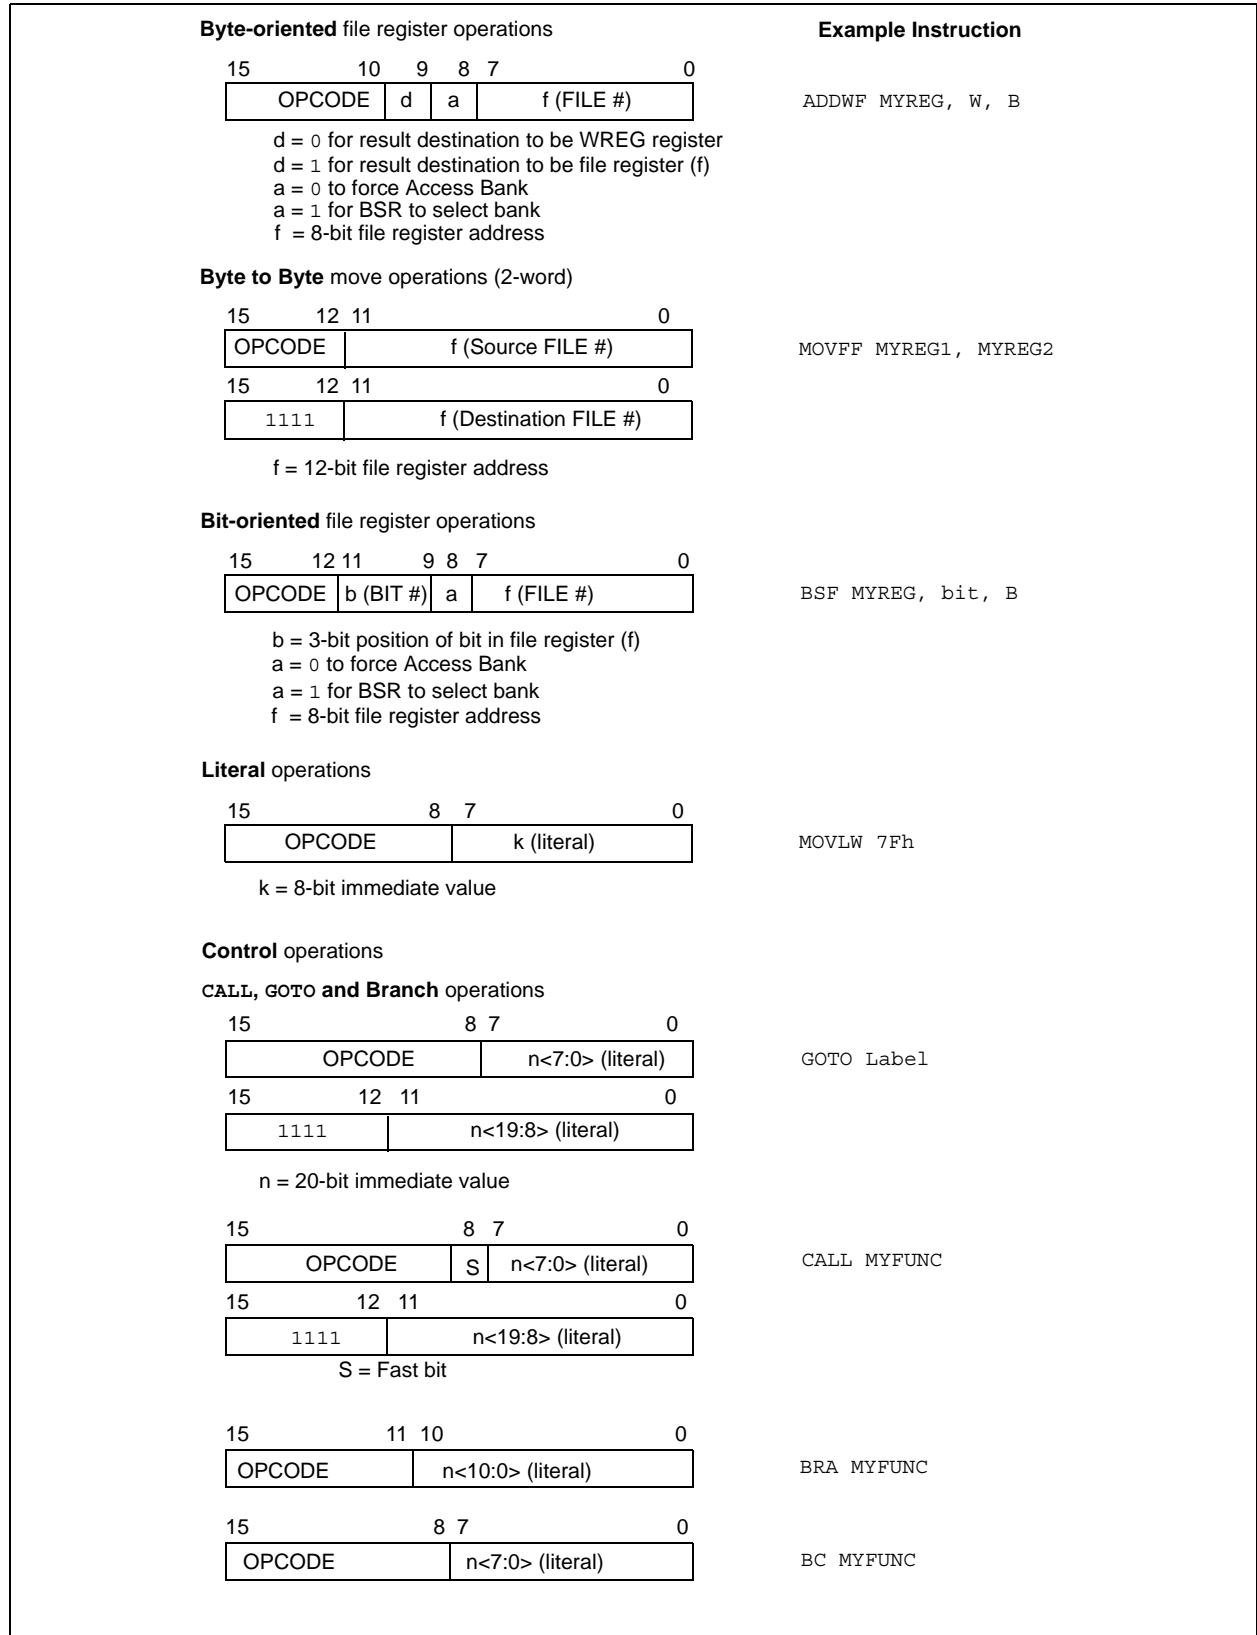 Byte-oriented file register operations Example Instruction
15 10 9 8 7 0
OPCODE d a f (FILE #) ADDWF MYREG, W, B
d = 0 for result destination to be WREG register
d = 1 for result destination to be file register (f)
a = 0 to force Access Bank
a = 1 for BSR to select bank
f = 8-bit file register address
Byte to Byte move operations (2-word)
15 12 11 0
OPCODE f (Source FILE #) MOVFF MYREG1, MYREG2
15 12 11 0
1111 f (Destination FILE #)
f = 12-bit file register address
Bit-oriented file register operations
15 12 11 9 8 7 0
OPCODE b (BIT #) a f (FILE #) BSF MYREG, bit, B
b = 3-bit position of bit in file register (f)
a = 0 to force Access Bank
a = 1 for BSR to select bank
f = 8-bit file register address
Literal operations
15 8 7 0
OPCODE k (literal) MOVLW 7Fh
k = 8-bit immediate value
Control operations
CALL, GOTO and Branch operations
15 8 7 0
OPCODE n<7:0> (literal) GOTO Label
15 12 11 0
1111 n<19:8> (literal)
n = 20-bit immediate value
15 8 7 0
OPCODE S n<7:0> (literal) CALL MYFUNC
15 12 11 0
1111 n<19:8> (literal)
S = Fast bit
15 11 10 0
OPCODE n<10:0> (literal) BRA MYFUNC
15 8 7 0
OPCODE n<7:0> (literal) BC MYFUNC